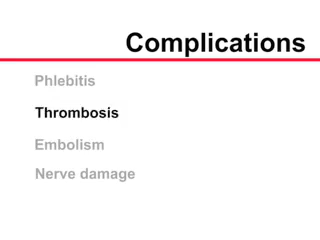 Complications
Phlebitis
Thrombosis
Embolism
Nerve damage